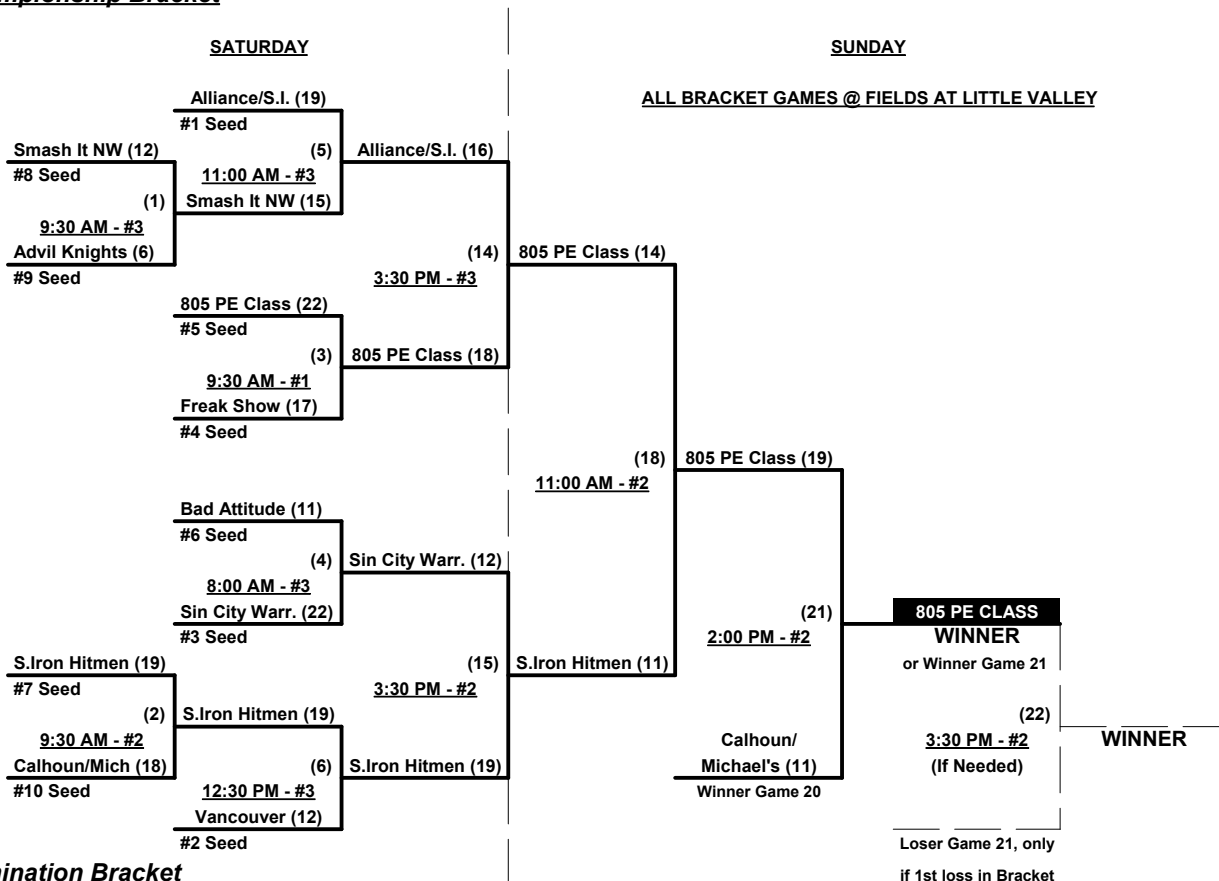 SATURDAY
SUNDAY
ALL BRACKET GAMES @ FIELDS AT LITTLE VALLEY
Alliance/S.I. (19)
#1 Seed
Smash It NW (12)
#8 Seed
(5)
11:00 AM - #3
Alliance/S.I. (16)
(1)
9:30 AM - #3
Smash It NW (15)
Advil Knights (6)
#9 Seed
(14)
3:30 PM - #3
805 PE Class (14)
805 PE Class (22)
#5 Seed
(3)
9:30 AM - #1
805 PE Class (18)
Freak Show (17)
#4 Seed
(18)
11:00 AM - #2
805 PE Class (19)
Bad Attitude (11)
#6 Seed
(4)
8:00 AM - #3
Sin City Warr. (12)
Sin City Warr. (22)
#3 Seed
(21)
2:00 PM - #2
805 PE CLASS
WINNER
or Winner Game 21
S.Iron Hitmen (19)
#7 Seed
(15)
3:30 PM - #2
S.Iron Hitmen (11)
(2)
9:30 AM - #2
S.Iron Hitmen (19)
Calhoun/Mich (18)
#10 Seed
(6)
12:30 PM - #3
S.Iron Hitmen (19)
Vancouver (12)
#2 Seed
Calhoun/
Michael's (11)
Winner Game 20
(22)
3:30 PM - #2
(If Needed)
WINNER
Loser Game 21, only
if 1st loss in Bracket
Bracket